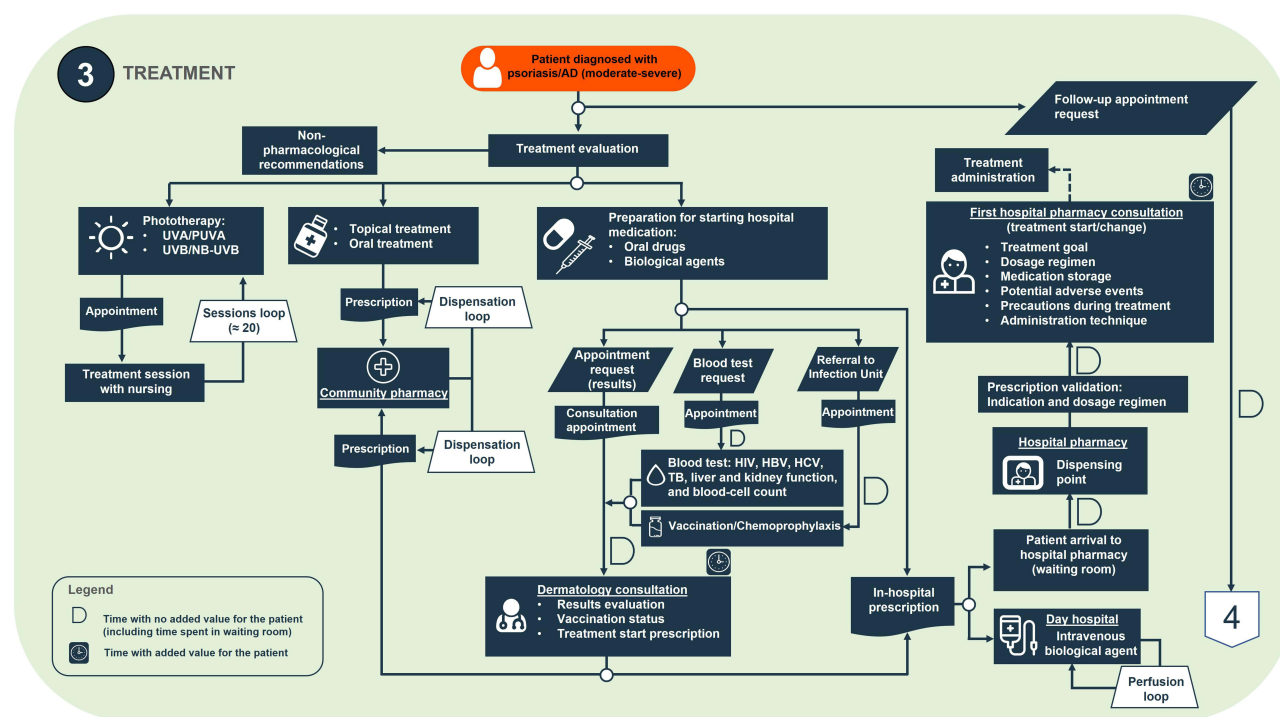 3 TREATMENT
Patient diagnosed with
psoriasis/AD (moderate-severe)
Follow-up appointment
request
Non-
pharmacological
recommendations
Treatment evaluation
Treatment
administration
Phototherapy:
• UVA/PUVA
• UVB/NB-UVB
• Topical treatment
• Oral treatment
Preparation for starting hospital
medication:
• Oral drugs
• Biological agents
First hospital pharmacy consultation
(treatment start/change)
• Treatment goal
• Dosage regimen
• Medication storage
• Potential adverse events
• Precautions during treatment
• Administration technique
Appointment
Sessions loop
(≈ 20)
Prescription
Dispensation
loop
Treatment session
with nursing
Community pharmacy
Appointment
request
(results)
Blood test
request
Referral to
Infection Unit
Consultation
appointment
Appointment
Appointment
Prescription validation:
Indication and dosage regimen
Prescription
Dispensation
loop
Hospital pharmacy
Dispensing
point
Blood test: HIV, HBV, HCV,
TB, liver and kidney function,
and blood-cell count
Vaccination/Chemoprophylaxis
Patient arrival to
hospital pharmacy
(waiting room)
Dermatology consultation
• Results evaluation
• Vaccination status
• Treatment start prescription
In-hospital
prescription
Day hospital
Intravenous
biological agent
Perfusion
loop
4
Legend
Time with no added value for the patient
(including time spent in waiting room)
Time with added value for the patient